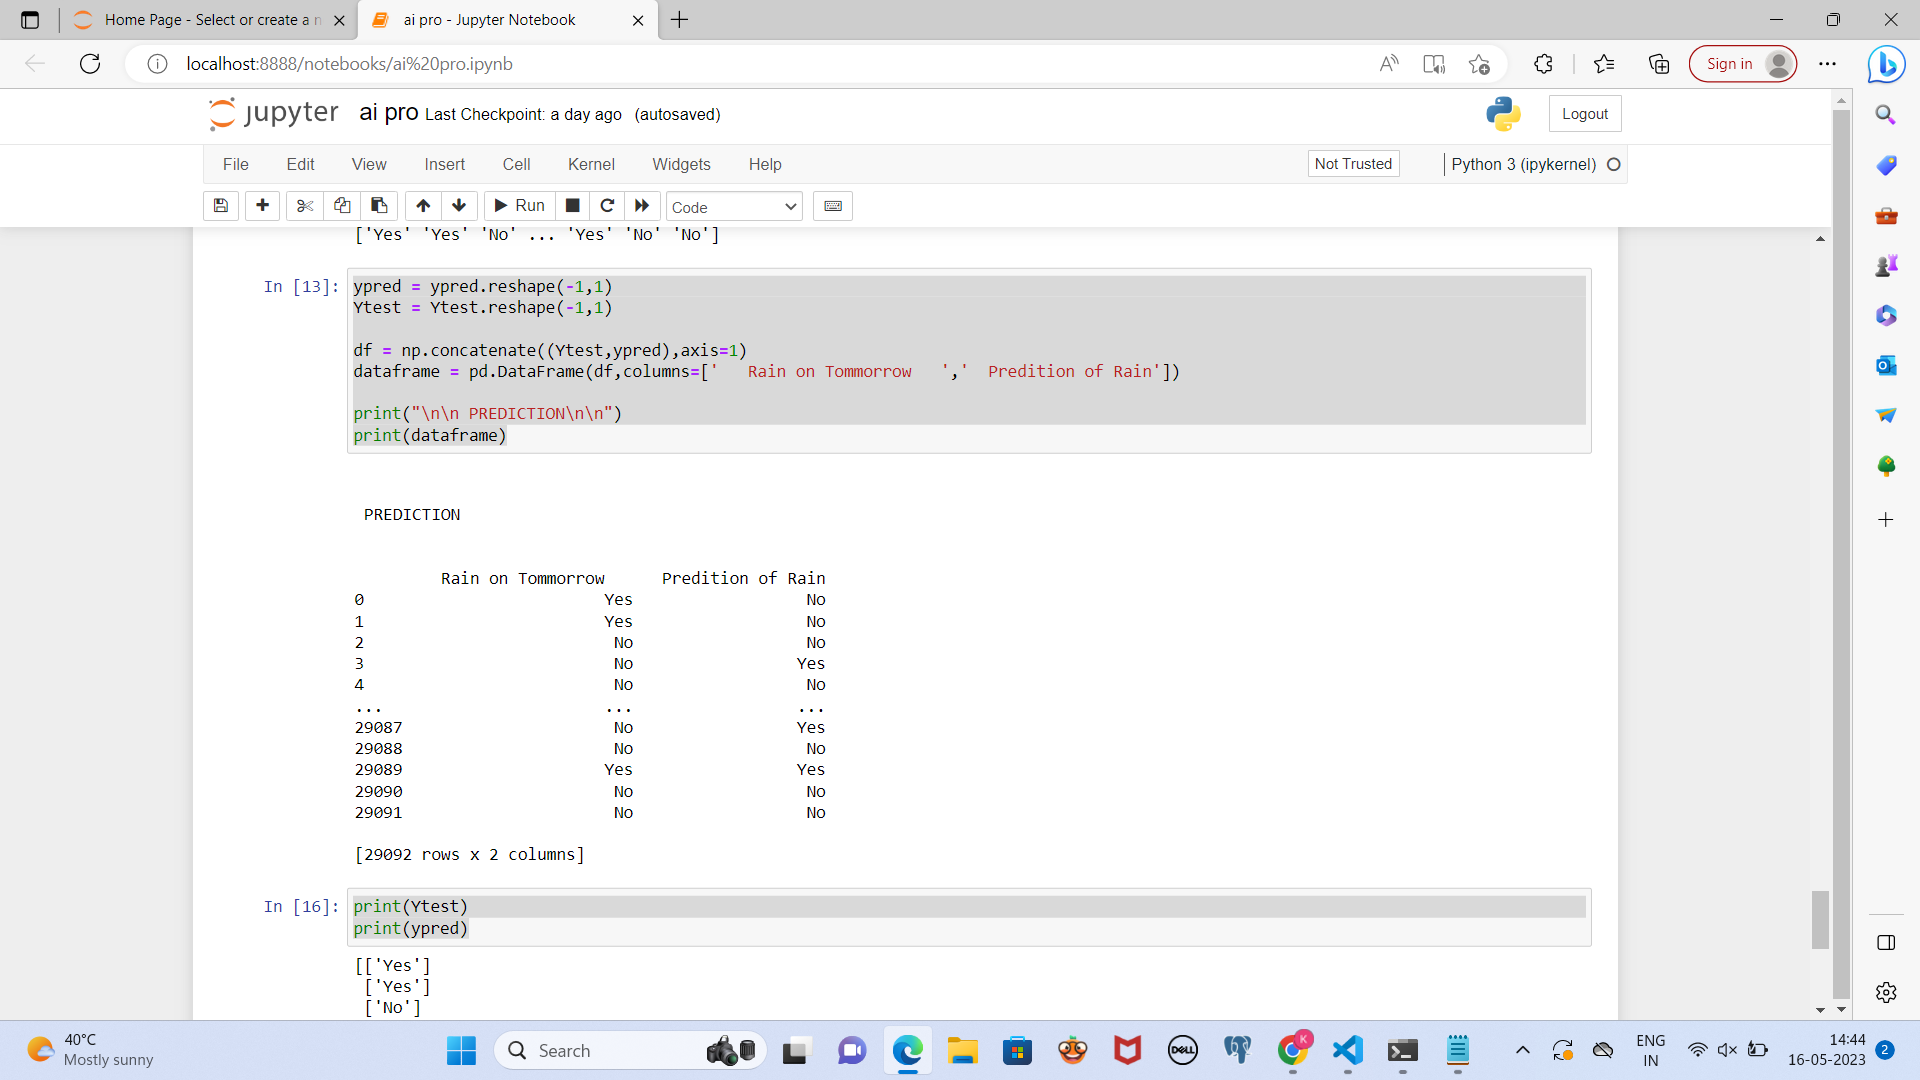 Home Page - Select or create a n
ai pro - Jupyter Notebook
localhost:8888/notebooks/ai%20pro.ipynb
Sign in
jupyter
ai pro Last Checkpoint: a day ago (autosaved)
Logout
File Edit View Insert Cell Kernel Widgets Help
Not Trusted
Python 3 (ipykernel)
Run
Code
['Yes' 'Yes' 'No' ... 'Yes' 'No' 'No']
In [13]:
ypred = ypred.reshape(-1,1)
Ytest = Ytest.reshape(-1,1)
df = np.concatenate((Ytest,ypred),axis=1)
dataframe = pd.DataFrame(df,columns=['   Rain on Tommorrow   ','  Predition of Rain'])
print("\n\n PREDICTION\n\n")
print(dataframe)
PREDICTION
Rain on Tommorrow Predition of Rain
0 Yes No
1 Yes No
2 No No
3 No Yes
4 No No
... ... ...
29087 No Yes
29088 No No
29089 Yes Yes
29090 No No
29091 No No
[29092 rows x 2 columns]
In [16]:
print(Ytest)
print(ypred)
[['Yes']
['Yes']
['No']
40°C
Mostly sunny
Search
DELL
K
ENG
IN
14:44
16-05-2023
2